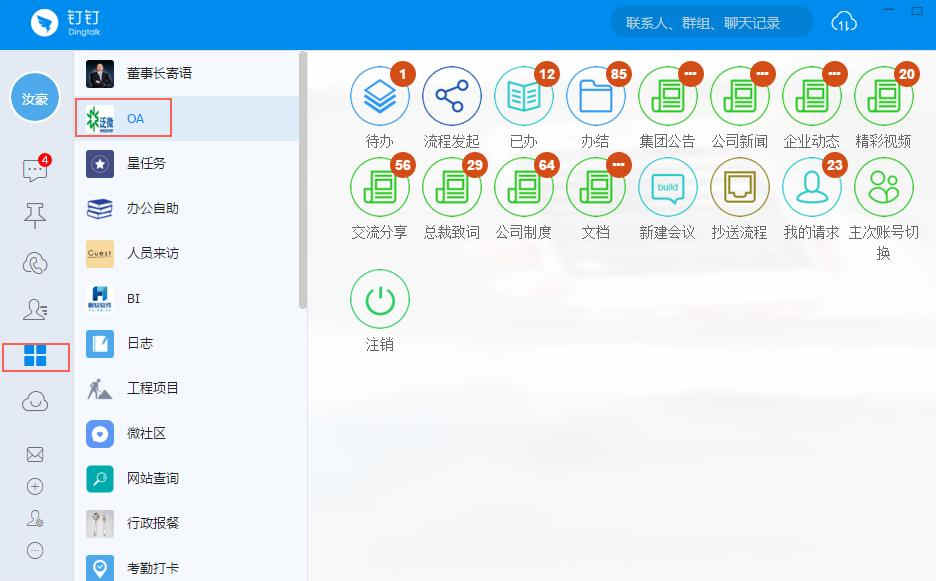 钉钉
DingTalk
联系人、群组、聊天记录
汝豪
4
董事长寄语
泛微
OA
星任务
办公自助
Guest
人员来访
BI
日志
工程项目
微社区
网站查询
行政报餐
考勤打卡
1
12
85
•••
•••
•••
20
待办
流程发起
已办
办结
集团公告
公司新闻
企业动态
精彩视频
56
29
64
•••
build
23
交流分享
总裁致词
公司制度
文档
新建会议
抄送流程
我的请求
主次账号切
换
注销